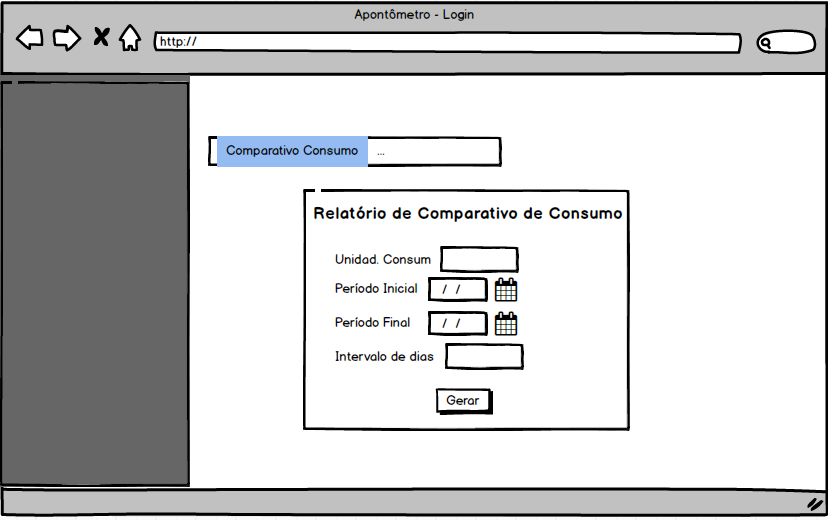 Apontômetro - Login
http://
Comparativo Consumo ...
Relatório de Comparativo de Consumo
Unidad. Consum
Período Inicial / /
Período Final / /
Intervalo de dias
Gerar